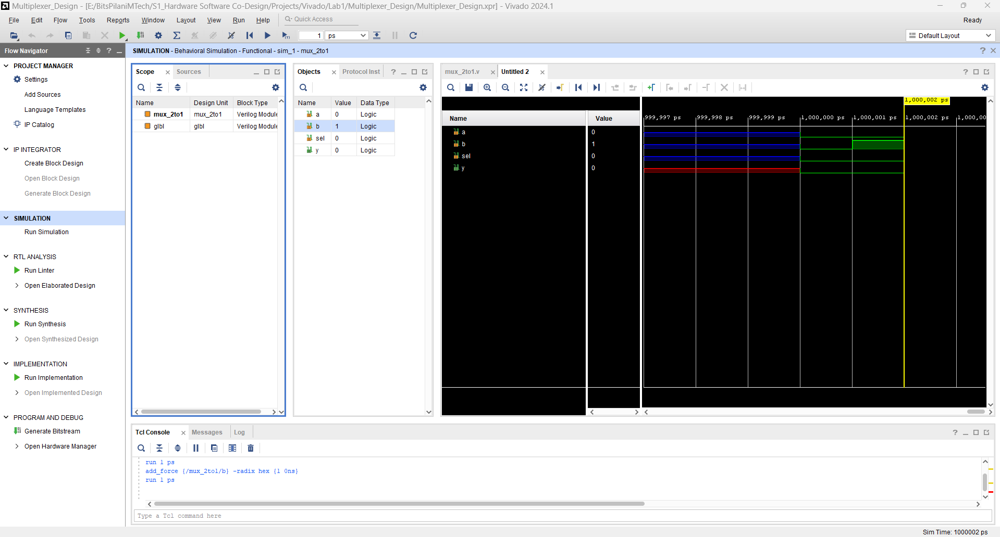 Multiplexer_Design - [E:/BitsPilaniMTech/S1_Hardware Software Co-Design/Projects/Vivado/Lab1/Multiplexer_Design/Multiplexer_Design.xpr] - Vivado 2024.1
File Edit Flow Tools Reports Window Layout View Run Help Quick Access
Ready
1 ps
Default Layout
Flow Navigator
PROJECT MANAGER
Settings
Add Sources
Language Templates
IP Catalog
IP INTEGRATOR
Create Block Design
Open Block Design
Generate Block Design
SIMULATION
Run Simulation
RTL ANALYSIS
Run Linter
Open Elaborated Design
SYNTHESIS
Run Synthesis
Open Synthesized Design
IMPLEMENTATION
Run Implementation
Open Implemented Design
PROGRAM AND DEBUG
Generate Bitstream
Open Hardware Manager
SIMULATION - Behavioral Simulation - Functional - sim_1 - mux_2to1
Scope Sources
Name Design Unit Block Type
mux_2to1 mux_2to1 Verilog Module
glbl glbl Verilog Module
Objects Protocol Inst
Name Value Data Type
a 0 Logic
b 1 Logic
sel 0 Logic
y 0 Logic
mux_2to1.v Untitled 2
1,000,002 ps
Name Value
999,997 ps 999,998 ps 999,999 ps 1,000,000 ps 1,000,001 ps 1,000,002 ps 1,000,00
a 0
b 1
sel 0
y 0
Tcl Console Messages Log
run 1 ps
add_force {/mux_2to1/b} -radix hex {1 0ns}
run 1 ps
Type a Tcl command here
Sim Time: 1000002 ps